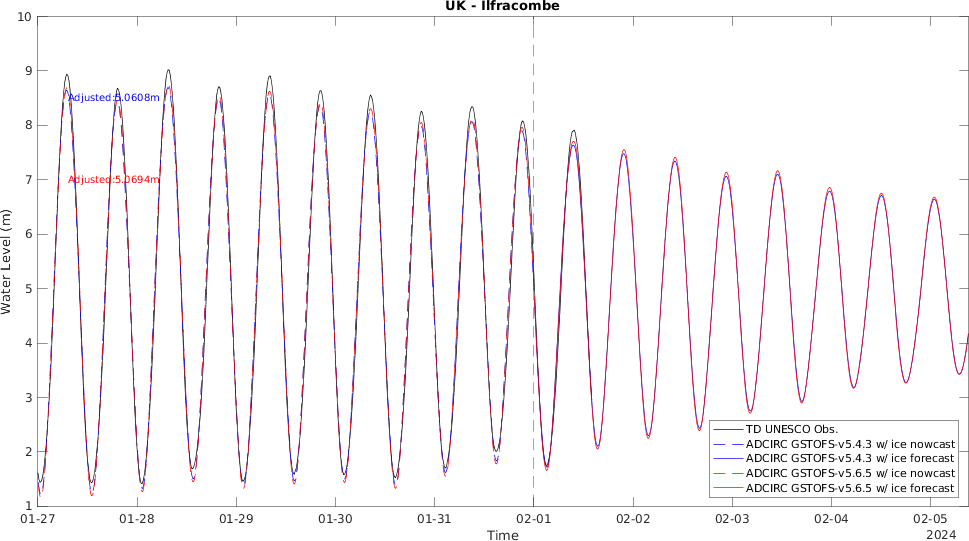 UK - Ilfracombe
10
9
8
7
6
5
4
3
2
1
Water Level (m)
Adjusted:5.0608m
Adjusted:5.0694m
TD UNESCO Obs.
ADCIRC GSTOFS-v5.4.3 w/ ice nowcast
ADCIRC GSTOFS-v5.4.3 w/ ice forecast
ADCIRC GSTOFS-v5.6.5 w/ ice nowcast
ADCIRC GSTOFS-v5.6.5 w/ ice forecast
01-27 01-28 01-29 01-30 01-31 02-01 02-02 02-03 02-04 02-05
2024
Time